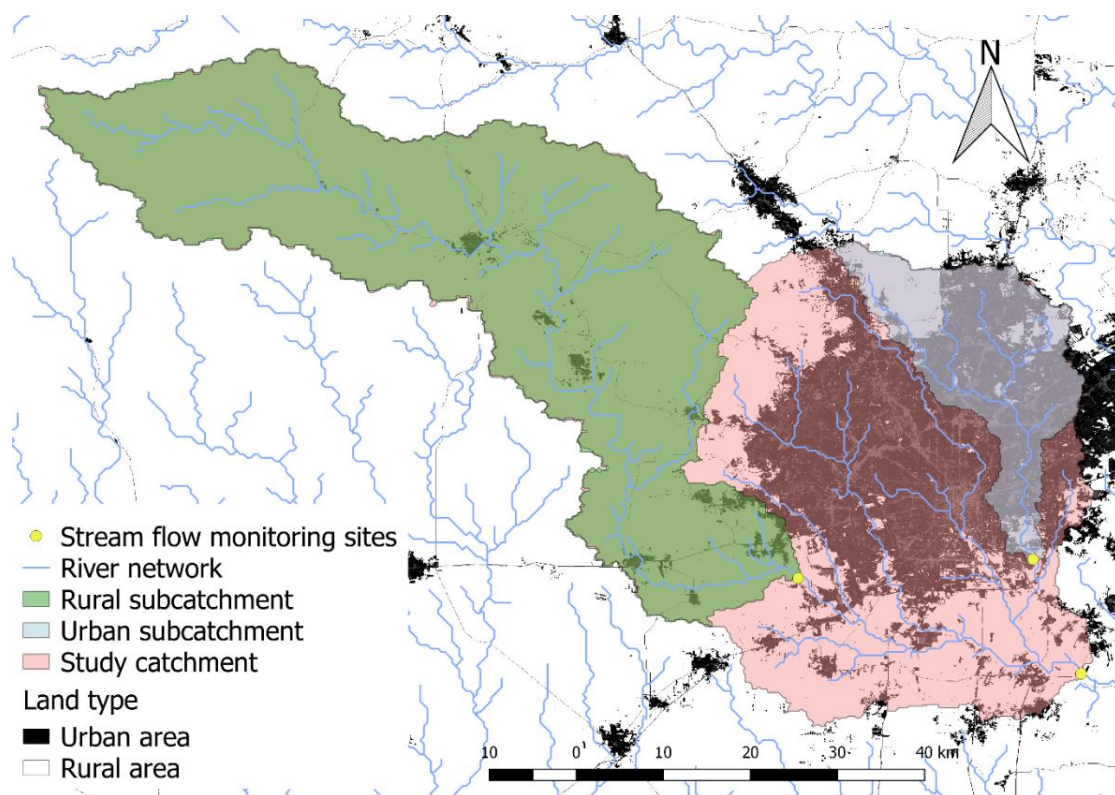 N
Stream flow monitoring sites
River network
Rural subcatchment
Urban subcatchment
Study catchment
Land type
Urban area
Rural area
10 0 10 20 30 40 km